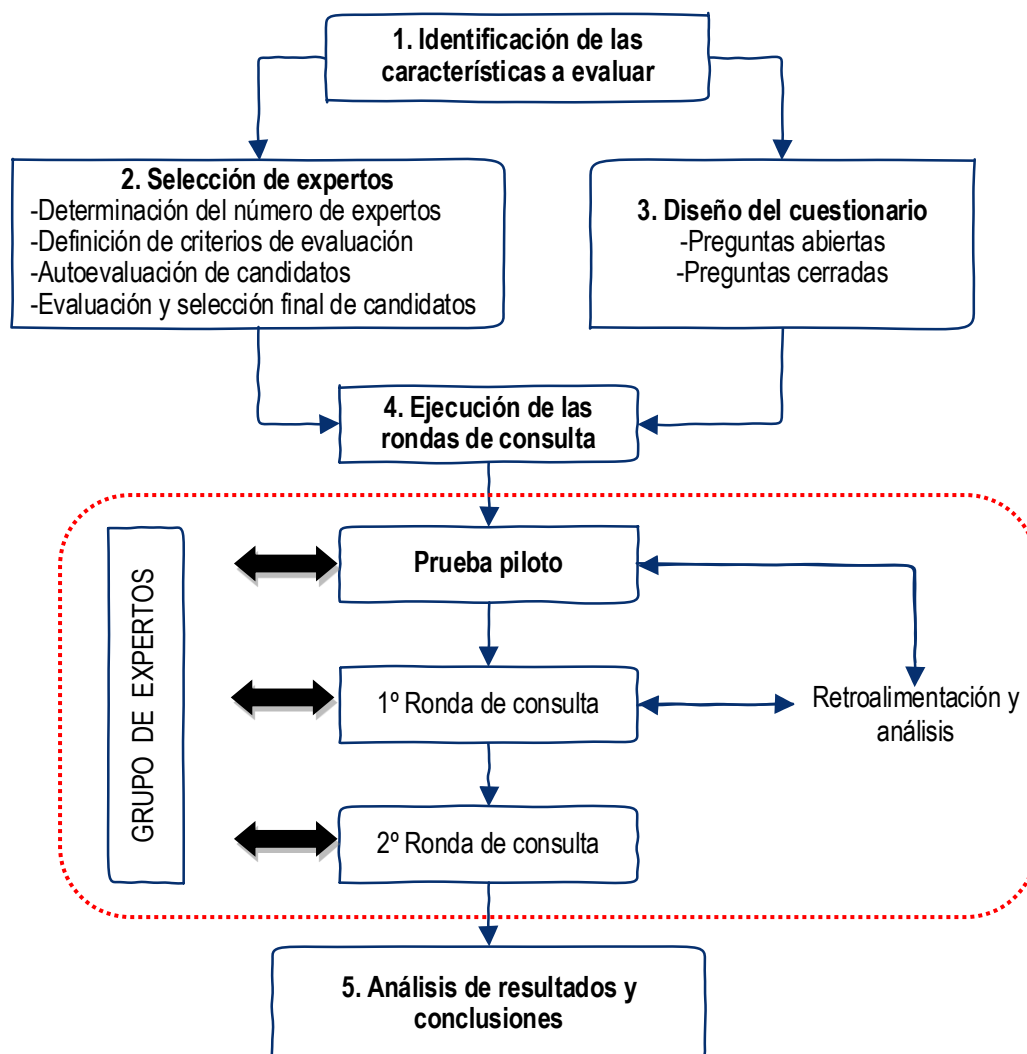 1. Identificación de las
características a evaluar
2. Selección de expertos
-Determinación del número de expertos
-Definición de criterios de evaluación
-Autoevaluación de candidatos
-Evaluación y selección final de candidatos
3. Diseño del cuestionario
-Preguntas abiertas
-Preguntas cerradas
4. Ejecución de las
rondas de consulta
GRUPO DE EXPERTOS
Prueba piloto
1º Ronda de consulta
Retroalimentación y
análisis
2º Ronda de consulta
5. Análisis de resultados y
conclusiones